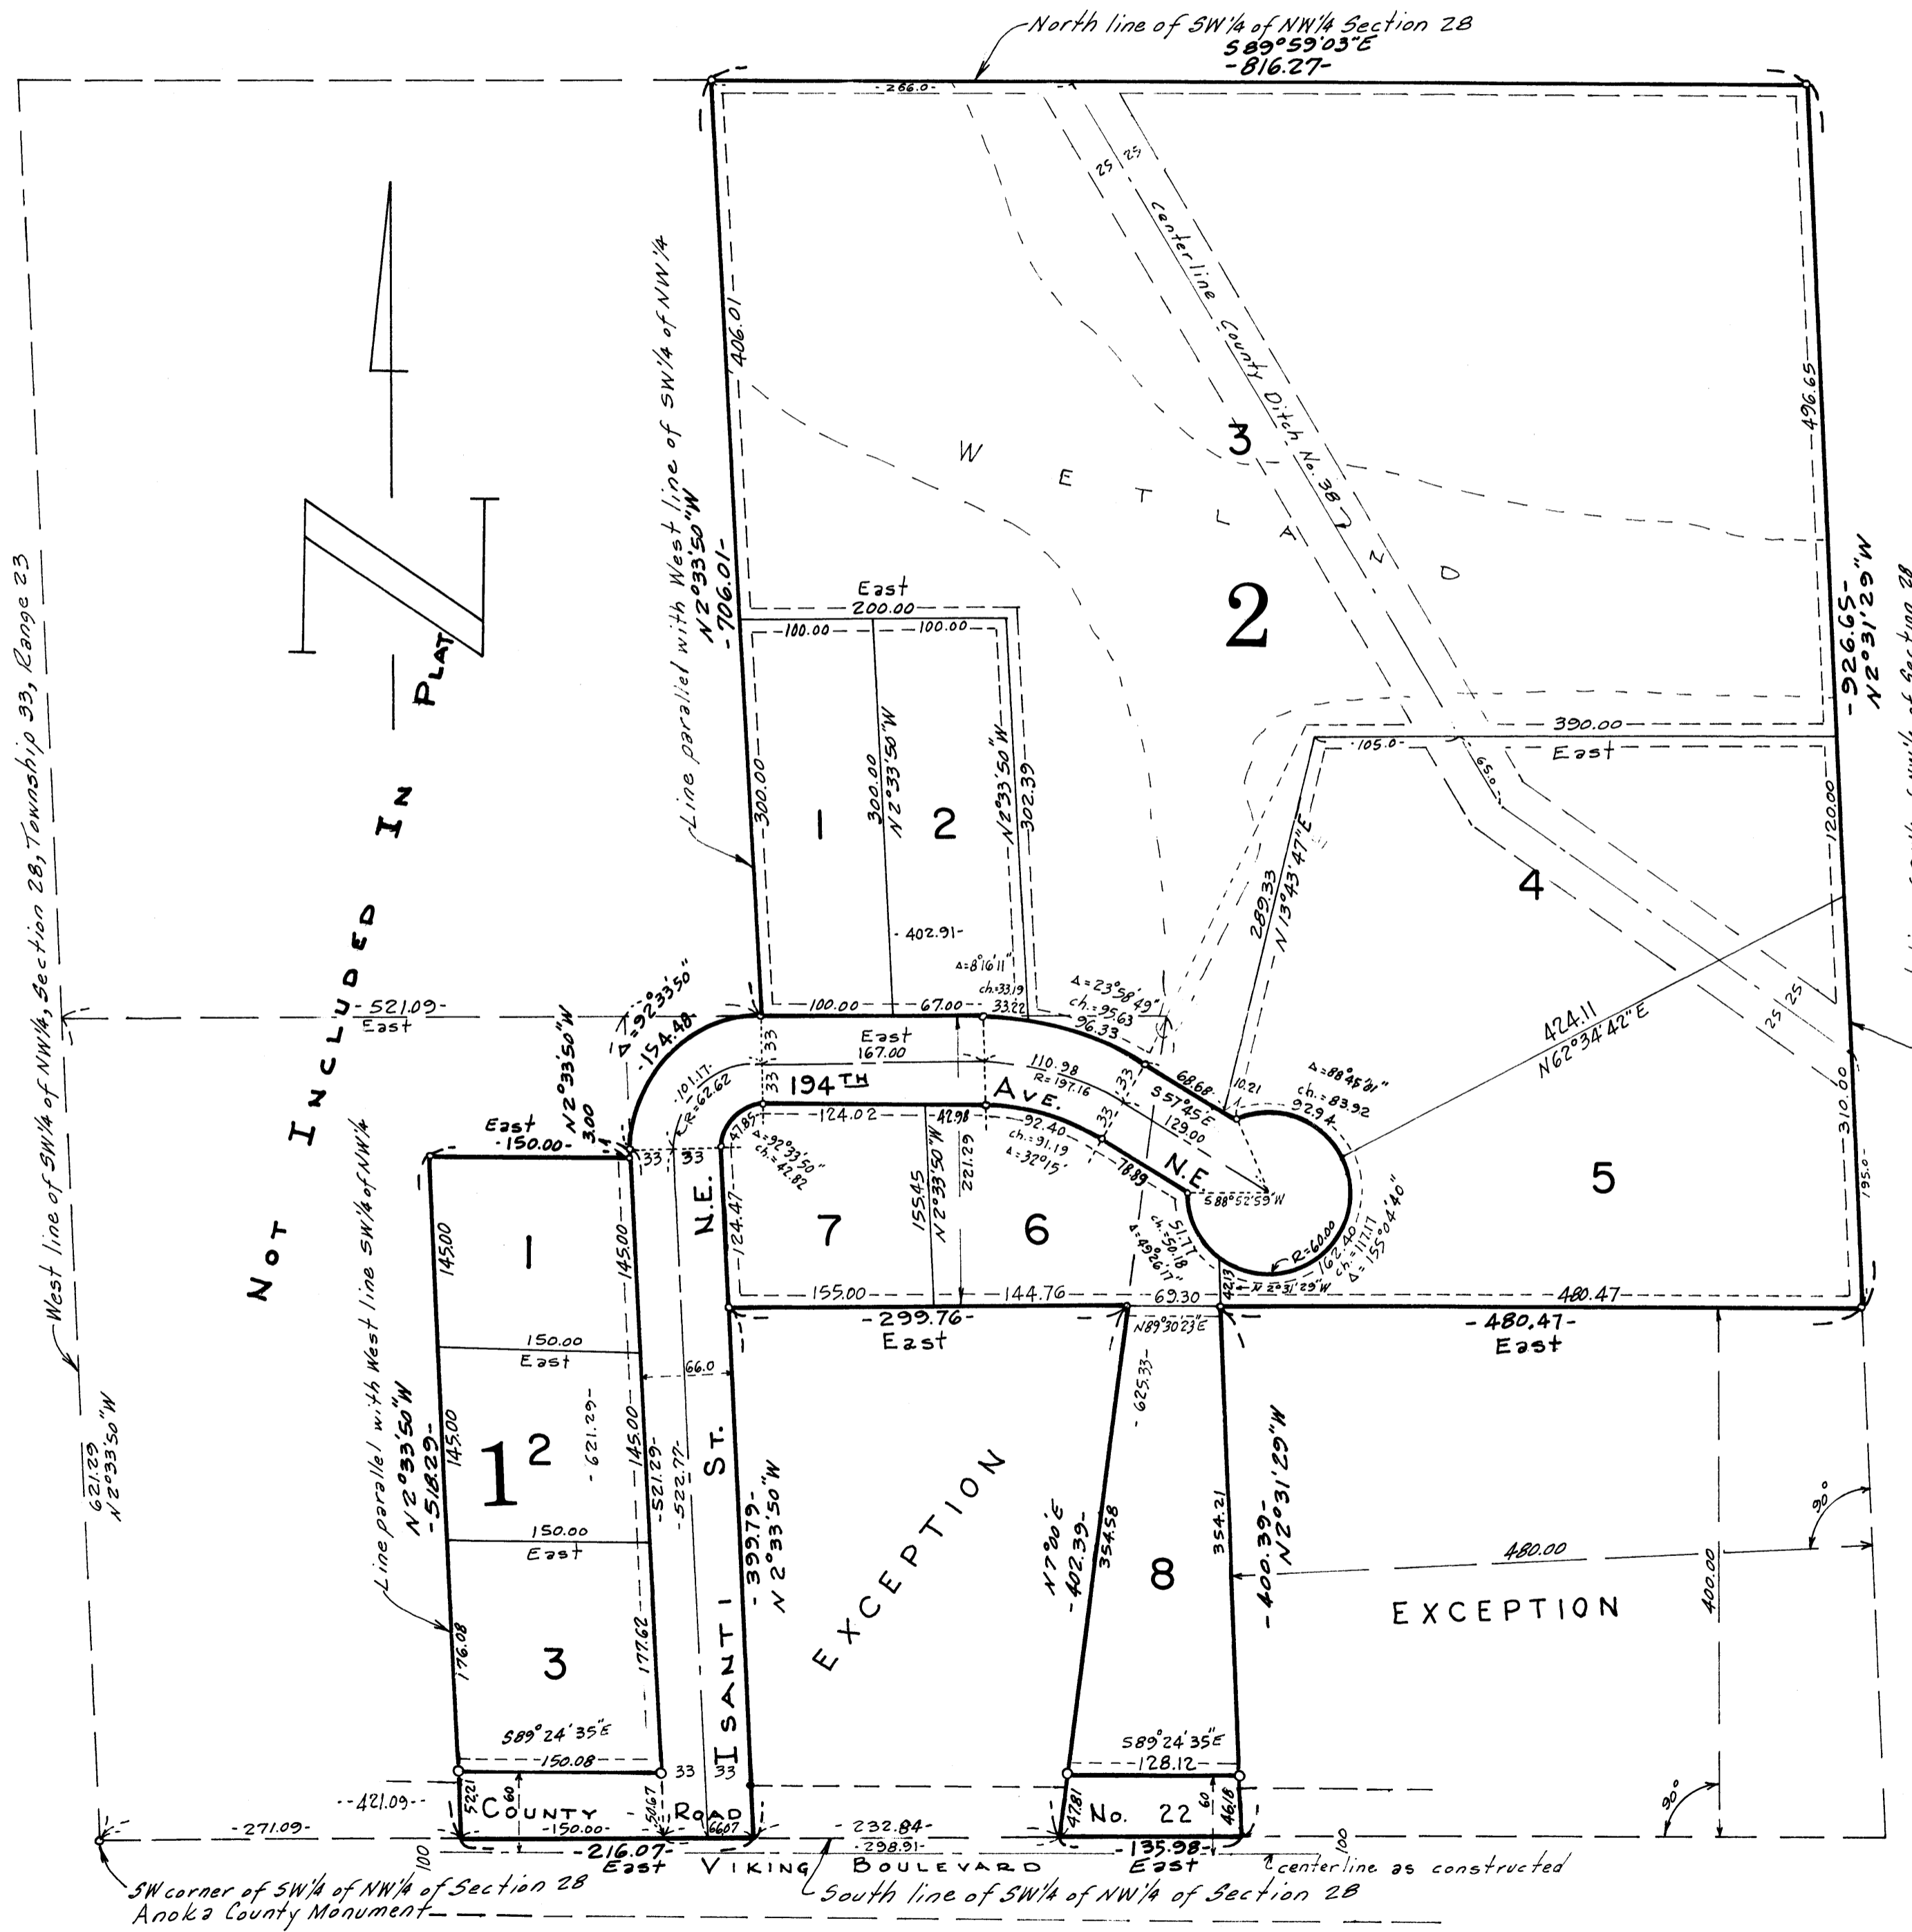 North line of SW¼ of NW¼ Section 28
S89°59'03"E
-816.27-
-266.0-
25 25
Centerline County Ditch No. 38
406.01
Line parallel with West line of SW¼ of NW¼
N2°33'50"W
-706.01-
496.65
3
WETLAND
2
-926.65-
N2°31'29"W
West line of SW¼ of NW¼, Section 28, Township 33, Range 23
NOT INCLUDED IN PLAT
East
200.00
-100.00 100.00
390.00
East
-105.0-
65.0
300.00
1
300.00
N2°33'50"W
2
N2°33'50"W
302.39
289.33
N13°43'47"E
4
120.00
-402.91-
Δ=8°16'11"
ch.=33.19
33.22
100.00 67.00
-521.09-
East
N2°33'50"W
3.00
Δ=92°33'50"
-154.48-
East
167.00
33
33
194TH AVE. N.E.
-101.17-
R=62.62
110.98
R=197.16
Δ=23°58'49"
ch.=95.63
96.33
33
33
68.68
S57°45'E
129.00
10.21
Δ=88°45'01"
ch.=83.92
92.94
424.11
N62°34'42"E
25 25
310.00
195.0
5
East
-150.00-
33 33
47.85
Δ=92°33'50"
ch.=42.82
124.02
42.98
92.40
ch.=91.19
Δ=32°15'
78.89
S88°52'59"W
R=60.00
162.40
ch.=117.17
Δ=155°04'40"
51.77
ch.=50.18
Δ=49°26'17"
145.00
1
145.00
124.47
7
155.45
N2°33'50"W
221.29
6
155.00
144.76
69.30
42.13
N2°31'29"W
480.47
-299.76-
East
N89°30'23"E
-480.47-
East
150.00
East
66.0
Line parallel with West line SW¼ of NW¼
N2°33'50"W
-518.29-
145.00
1
2
-621.29-
145.00
-521.29-
-522.77-
ISANTI ST. N.E.
-399.79-
N2°33'50"W
EXCEPTION
-625.33-
N7°00'E
-402.39-
354.58
8
354.21
-400.39-
N2°31'29"W
480.00
90°
EXCEPTION
400.00
621.29
N2°33'50"W
150.00
East
176.08
3
177.62
S89°24'35"E
-150.08-
33 33
S89°24'35"E
-128.12-
52.21
60
COUNTY ROAD No. 22
50.67
47.81
60
46.18
90°
-421.09-
-271.09-
-150.00-
66.07
-232.84-
-298.91-
-216.07-
East
-135.98-
East
100
100
VIKING BOULEVARD
centerline as constructed
SW corner of SW¼ of NW¼ of Section 28
Anoka County Monument
South line of SW¼ of NW¼ of Section 28